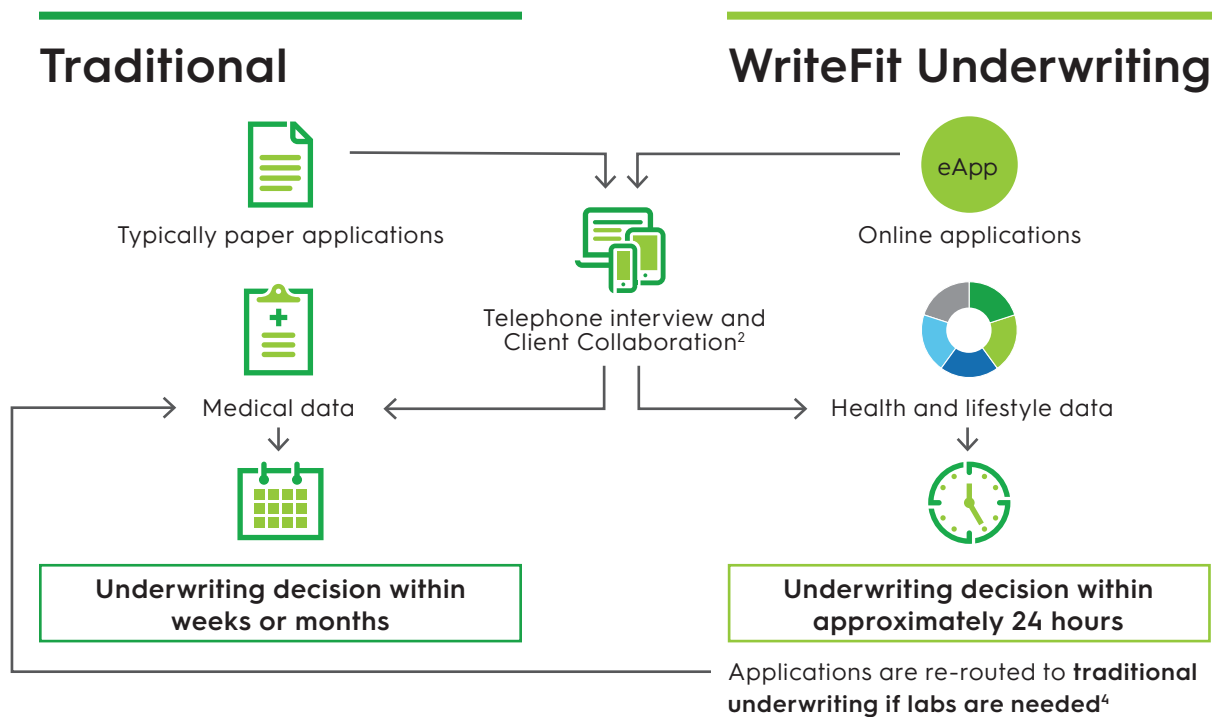 Traditional
WriteFit Underwriting
eApp
Typically paper applications
Online applications
Telephone interview and
Client Collaboration²
Medical data
Health and lifestyle data
Underwriting decision within
weeks or months
Underwriting decision within
approximately 24 hours
Applications are re-routed to traditional
underwriting if labs are needed⁴